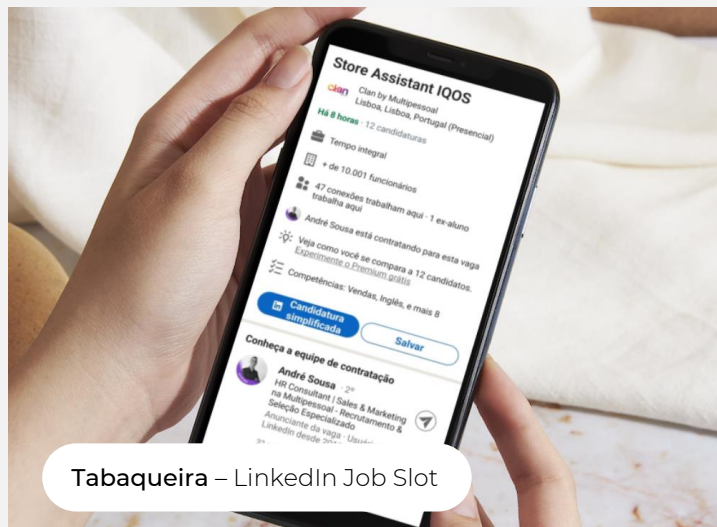 Store Assistant IQOS
clan
Clan by Multipessoal
Lisboa, Lisboa, Portugal (Presencial)
Há 8 horas · 12 candidaturas
Tempo integral
+ de 10.001 funcionários
47 conexões trabalham aqui · 1 ex-aluno
trabalha aqui
André Sousa está contratando para esta vaga
Veja como você se compara a 12 candidatos.
Experimente o Premium grátis
Competências: Vendas, Inglês, e mais 8
in Candidatura
simplificada
Salvar
Conheça a equipe de contratação
André Sousa · 2º
HR Consultant | Sales & Marketing
na Multipessoal - Recrutamento &
Seleção Especializado
Anunciante da vaga ·
LinkedIn desde
Tabaqueira – LinkedIn Job Slot